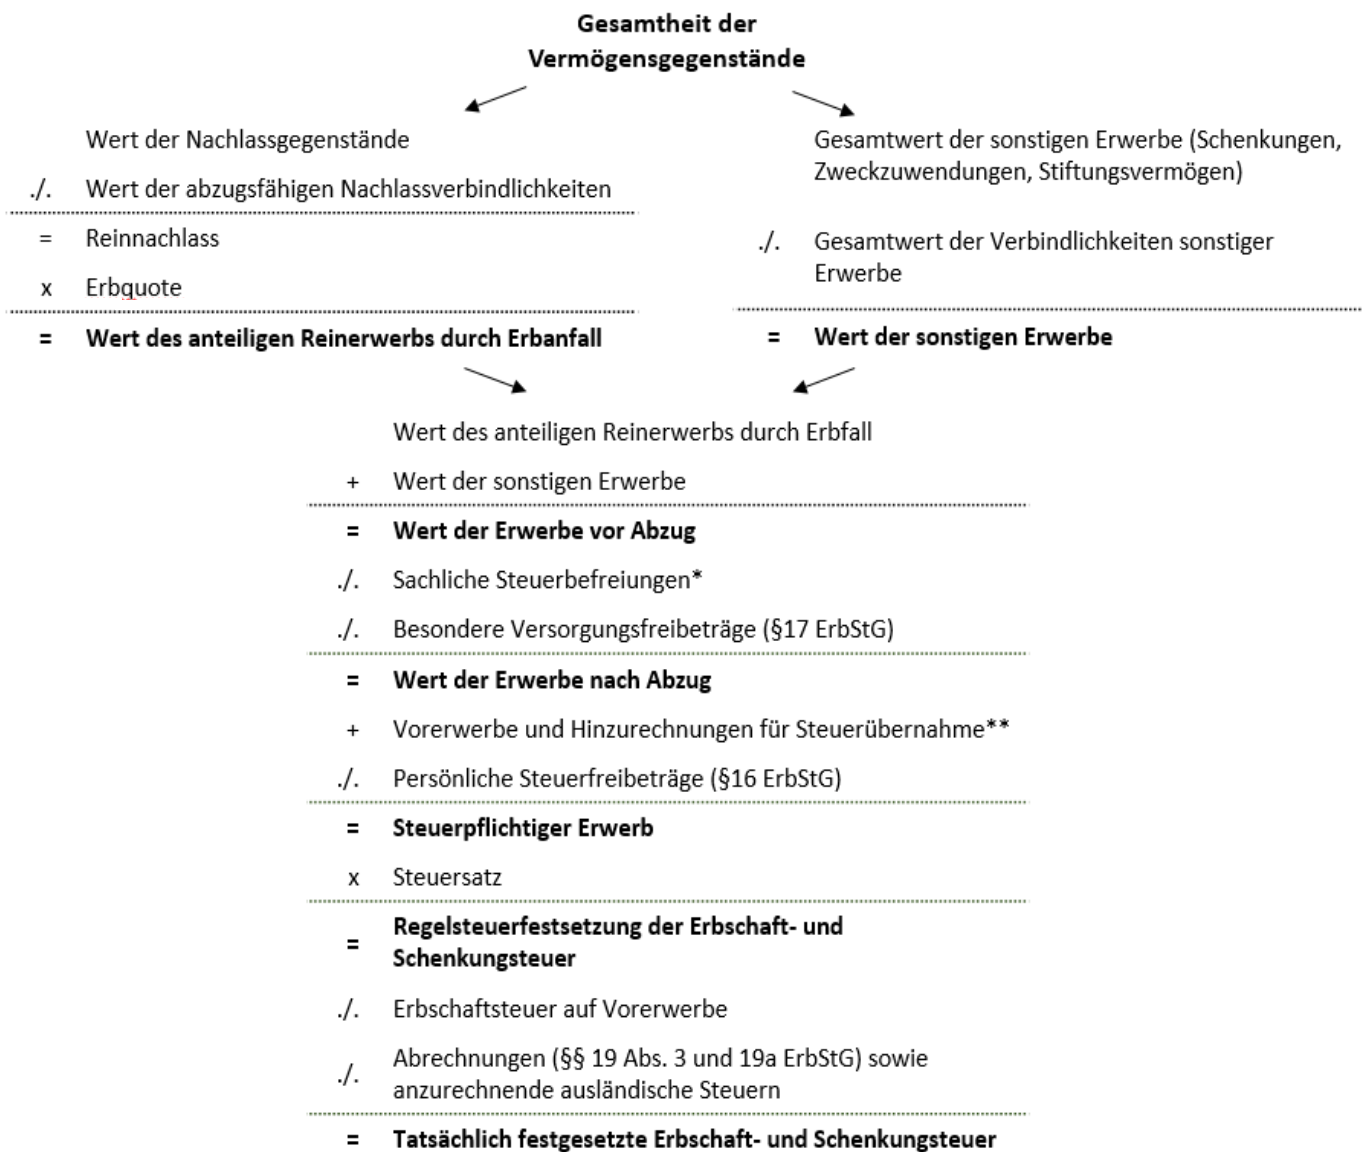 Gesamtheit der
Vermögensgegenstände
Wert der Nachlassgegenstände
./. Wert der abzugsfähigen Nachlassverbindlichkeiten
= Reinnachlass
x Erbquote
= Wert des anteiligen Reinerwerbs durch Erbanfall
Gesamtwert der sonstigen Erwerbe (Schenkungen,
Zweckzuwendungen, Stiftungsvermögen)
./. Gesamtwert der Verbindlichkeiten sonstiger
Erwerbe
= Wert der sonstigen Erwerbe
Wert des anteiligen Reinerwerbs durch Erbfall
+ Wert der sonstigen Erwerbe
= Wert der Erwerbe vor Abzug
./. Sachliche Steuerbefreiungen*
./. Besondere Versorgungsfreibeträge (§17 ErbStG)
= Wert der Erwerbe nach Abzug
+ Vorerwerbe und Hinzurechnungen für Steuerübernahme**
./. Persönliche Steuerfreibeträge (§16 ErbStG)
= Steuerpflichtiger Erwerb
x Steuersatz
= Regelsteuerfestsetzung der Erbschaft- und
Schenkungsteuer
./. Erbschaftsteuer auf Vorerwerbe
./. Abrechnungen (§§ 19 Abs. 3 und 19a ErbStG) sowie
anzurechnende ausländische Steuern
= Tatsächlich festgesetzte Erbschaft- und Schenkungsteuer